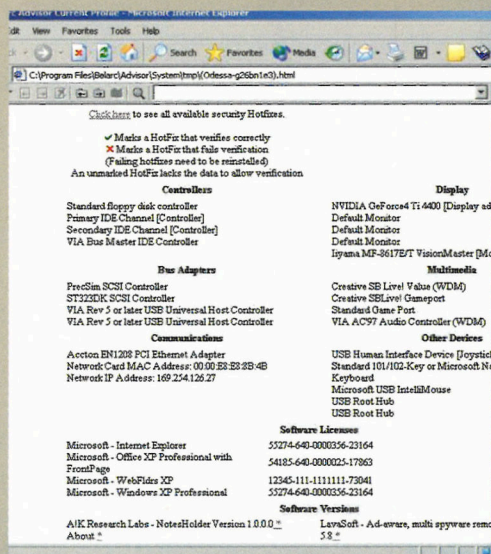 Advisor Current Profile - Microsoft Internet Explorer
View Favorites Tools Help
Search Favorites Media
C:\Program Files\Belarc\Advisor\System\tmp\(Odessa-g26bn1e3).html
Click here to see all available security Hotfixes.
✔ Marks a HotFix that verifies correctly
✘ Marks a HotFix that fails verification
(Failing hotfixes need to be reinstalled)
An unmarked HotFix lacks the data to allow verification
Controllers
Standard floppy disk controller
Primary IDE Channel [Controller]
Secondary IDE Channel [Controller]
VIA Bus Master IDE Controller
Display
NVIDIA GeForce4 Ti 4400 [Display ad
Default Monitor
Default Monitor
Default Monitor
Iiyama MF-8617E/T VisionMaster [Mo
Bus Adapters
PrecSim SCSI Controller
ST323DK SCSI Controller
VIA Rev 5 or later USB Universal Host Controller
VIA Rev 5 or later USB Universal Host Controller
Multimedia
Creative SB Live! Value (WDM)
Creative SBLive! Gameport
Standard Game Port
VIA AC97 Audio Controller (WDM)
Communications
Accton EN1208 PCI Ethernet Adapter
Network Card MAC Address: 00:00:E8:E8:2B:4B
Network IP Address: 169.254.126.27
Other Devices
USB Human Interface Device [Joystick
Standard 101/102-Key or Microsoft Na
Keyboard
Microsoft USB IntelliMouse
USB Root Hub
USB Root Hub
Software Licenses
Microsoft - Internet Explorer 55274-640-0000356-23164
Microsoft - Office XP Professional with FrontPage 54185-640-0000025-17863
Microsoft - WebFldrs XP 12345-111-1111111-73041
Microsoft - Windows XP Professional 55274-640-0000356-23164
Software Versions
A!K Research Labs - NotesHolder Version 1.0.0.0 *
About *
LavaSoft - Ad-aware, multi spyware remo
5.8 *